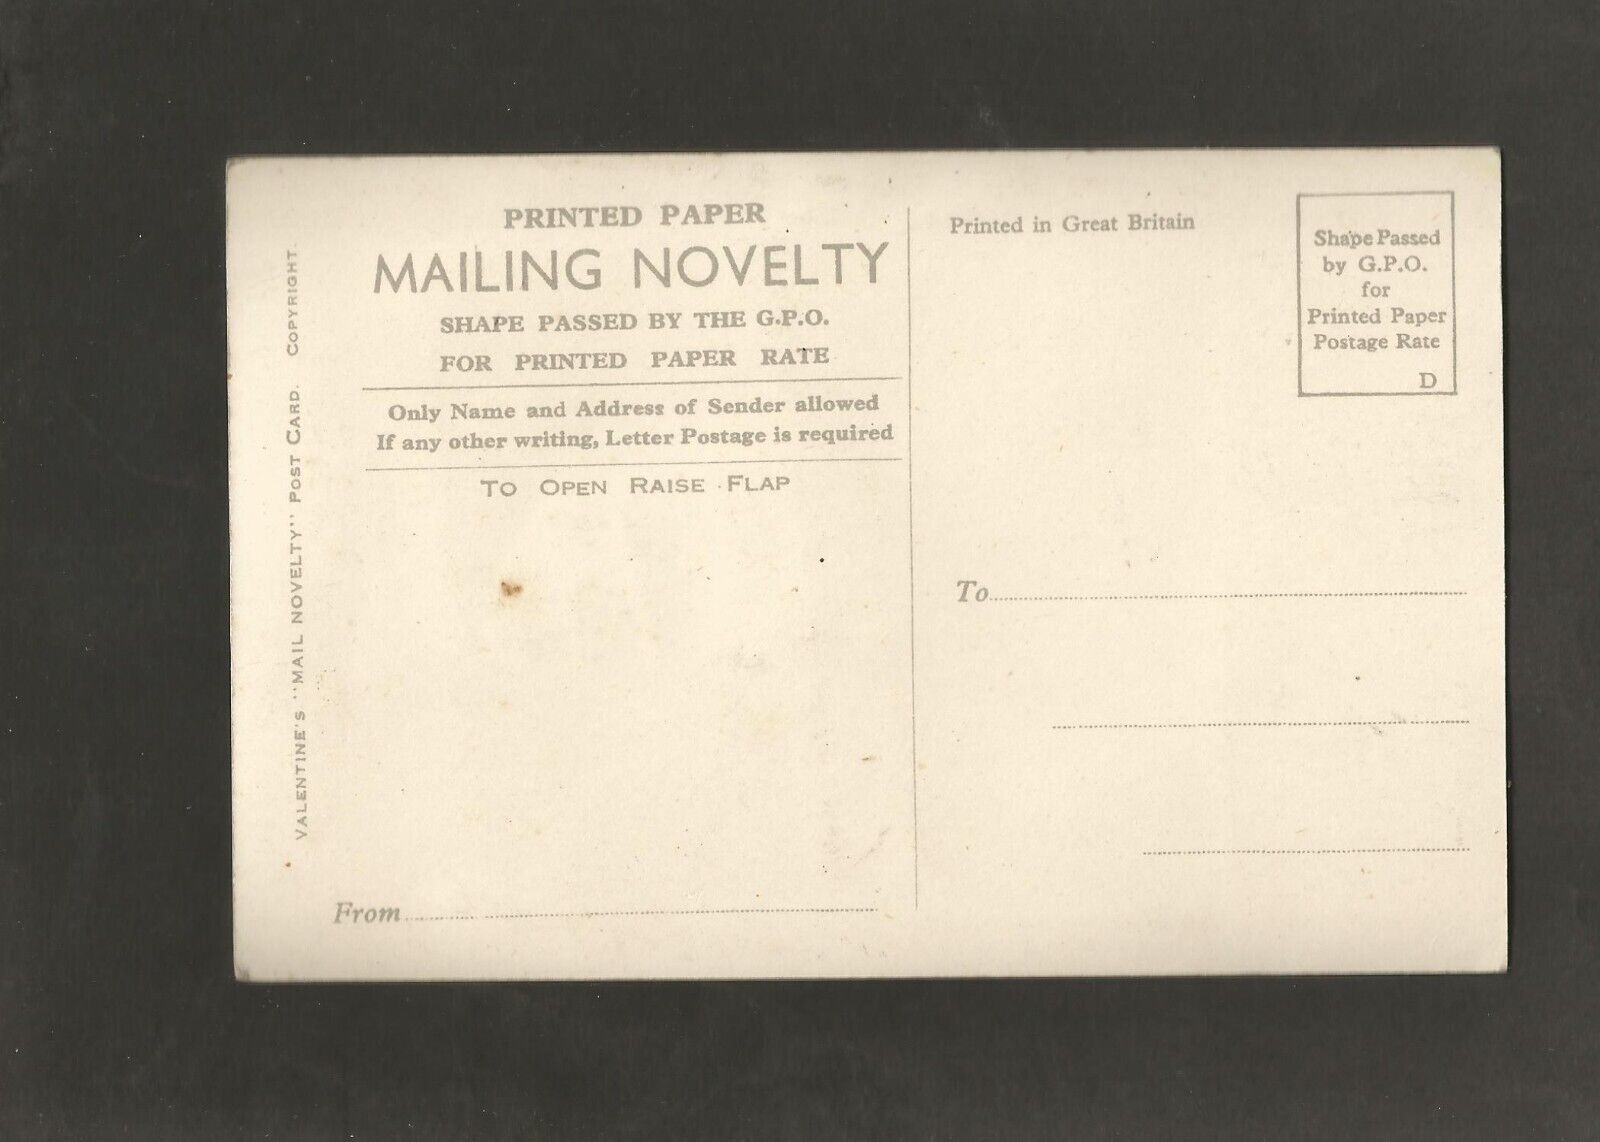 VALENTINE'S "MAIL NOVELTY" POST CARD. COPYRIGHT.
PRINTED PAPER
MAILING NOVELTY
SHAPE PASSED BY THE G.P.O.
FOR PRINTED PAPER RATE
Only Name and Address of Sender allowed
If any other writing, Letter Postage is required
TO OPEN RAISE FLAP
From
Printed in Great Britain
Shape Passed
by G.P.O.
for
Printed Paper
Postage Rate
D
To